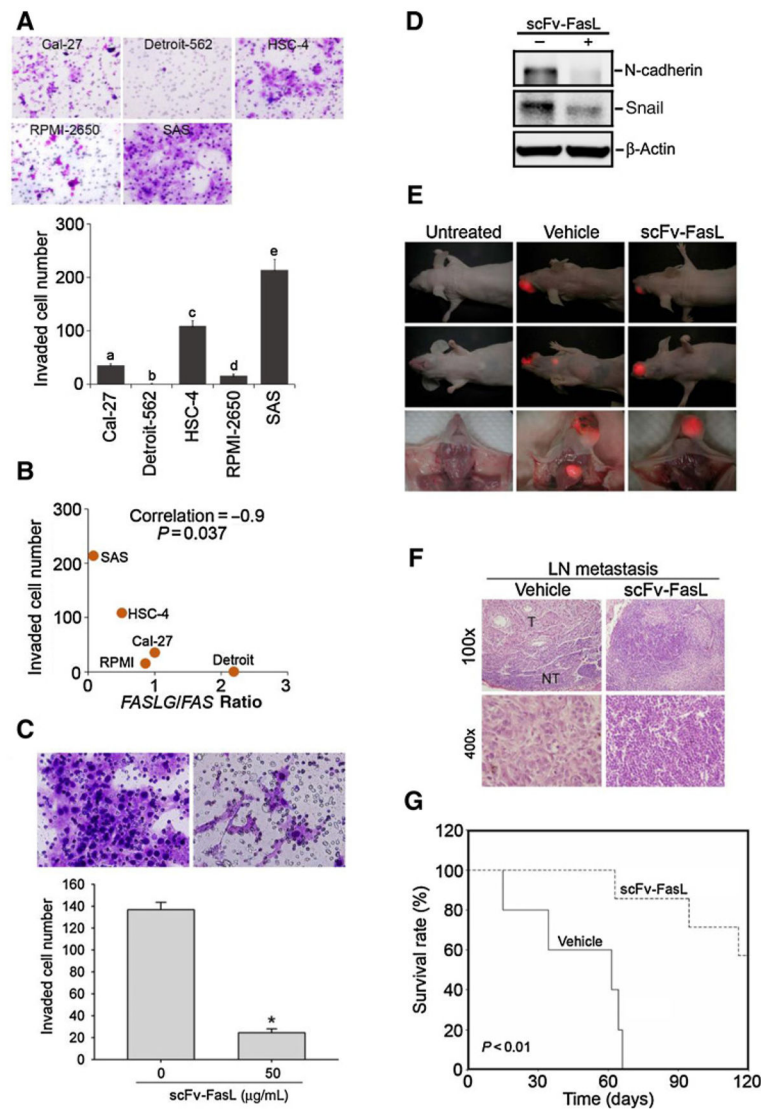 A
Cal-27 Detroit-562 HSC-4
RPMI-2650 SAS
300
200
100
0
Invaded cell number
a
b
c
d
e
Cal-27
Detroit-562
HSC-4
RPMI-2650
SAS
B
Correlation = –0.9
P = 0.037
300
200
100
0
Invaded cell number
SAS
HSC-4
Cal-27
RPMI
Detroit
0 1 2 3
FASLG/FAS Ratio
C
160
140
120
100
80
60
40
20
0
Invaded cell number
*
0 50
scFv-FasL (μg/mL)
D
scFv-FasL
– +
N-cadherin
Snail
β-Actin
E
Untreated Vehicle scFv-FasL
F
LN metastasis
Vehicle scFv-FasL
100x
T
NT
400x
G
120
100
80
60
40
20
0
Survival rate (%)
scFv-FasL
Vehicle
P < 0.01
0 30 60 90 120
Time (days)